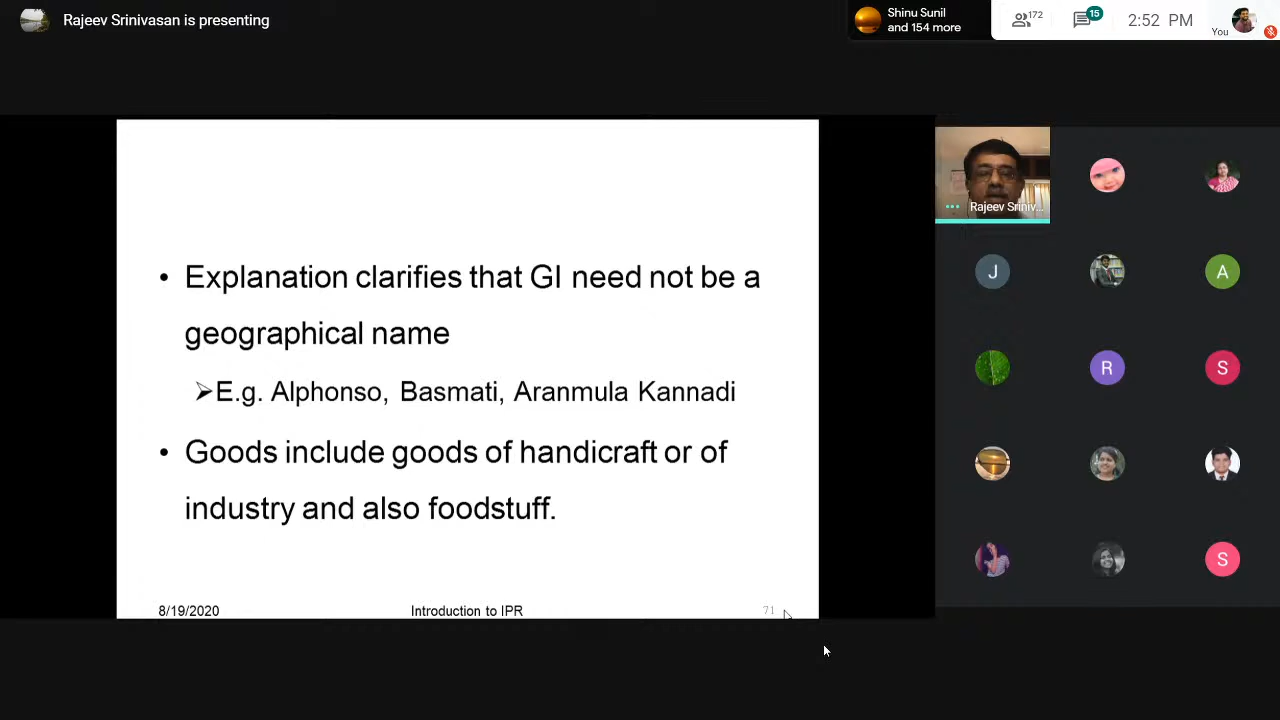 Rajeev Srinivasan is presenting
Shinu Sunil
and 154 more
172
15
2:52 PM
You
• Explanation clarifies that GI need not be a
geographical name
➢E.g. Alphonso, Basmati, Aranmula Kannadi
• Goods include goods of handicraft or of
industry and also foodstuff.
8/19/2020
Introduction to IPR
71
Rajeev Sriniv...
J
A
R
S
S